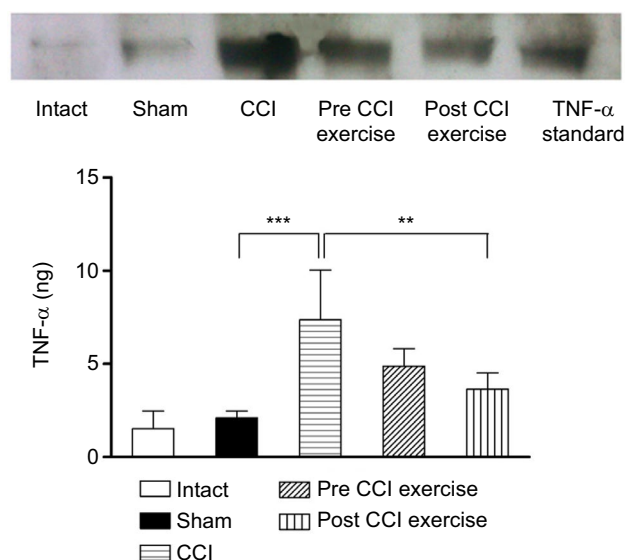 Intact Sham CCI Pre CCI exercise Post CCI exercise TNF-α standard
15
*** **
10
TNF-α (ng)
5
0
Intact Pre CCI exercise
Sham Post CCI exercise
CCI